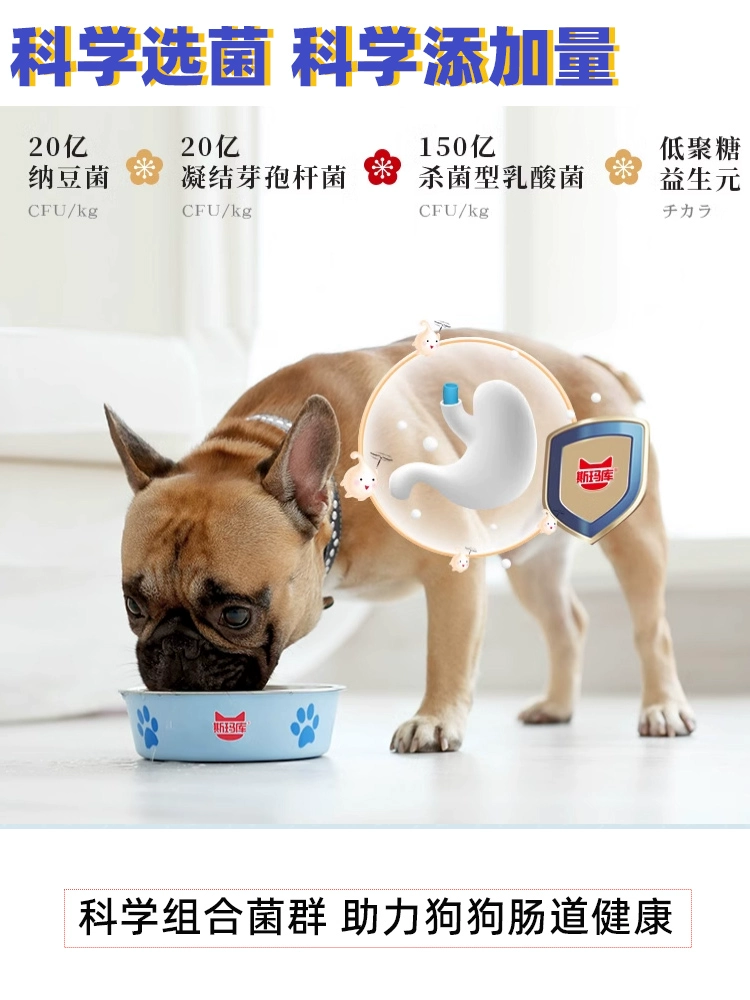 科学选菌 科学添加量
20亿
纳豆菌
CFU/kg
20亿
凝结芽孢杆菌
CFU/kg
150亿
杀菌型乳酸菌
CFU/kg
低聚糖
益生元
チカラ
斯玛库
斯玛库
科学组合菌群 助力狗狗肠道健康